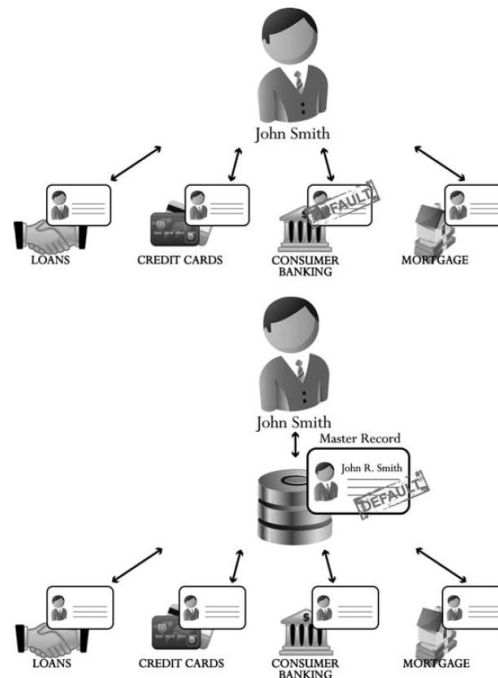 John Smith
DEFAULT
LOANS
CREDIT CARDS
CONSUMER
BANKING
MORTGAGE
John Smith
Master Record
John R. Smith
DEFAULT
LOANS
CREDIT CARDS
CONSUMER
BANKING
MORTGAGE